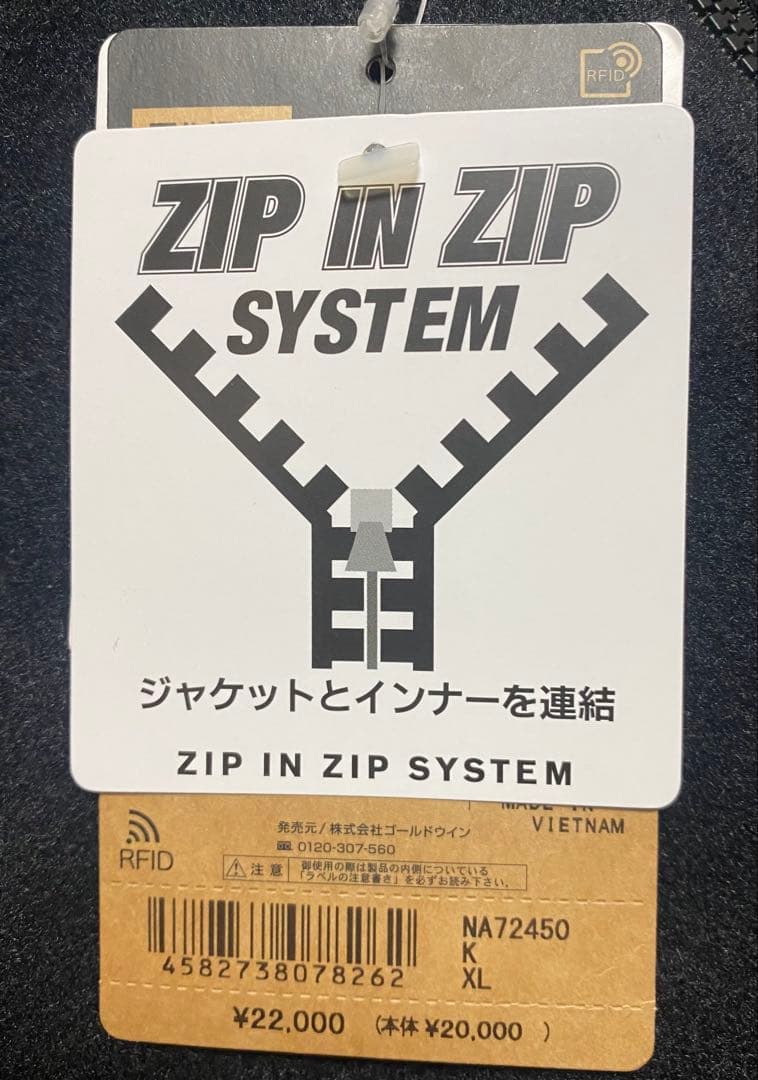 RFID
ZIP IN ZIP
SYSTEM
ジャケットとインナーを連結
ZIP IN ZIP SYSTEM
MADE IN
VIETNAM
RFID
発売元/株式会社ゴールドウイン
0120-307-560
注意
御使用の際は製品の内側についている
「ラベルの注意書き」を必ずお読み下さい。
4582738078262
NA72450
K
XL
¥22,000 (本体 ¥20,000 )